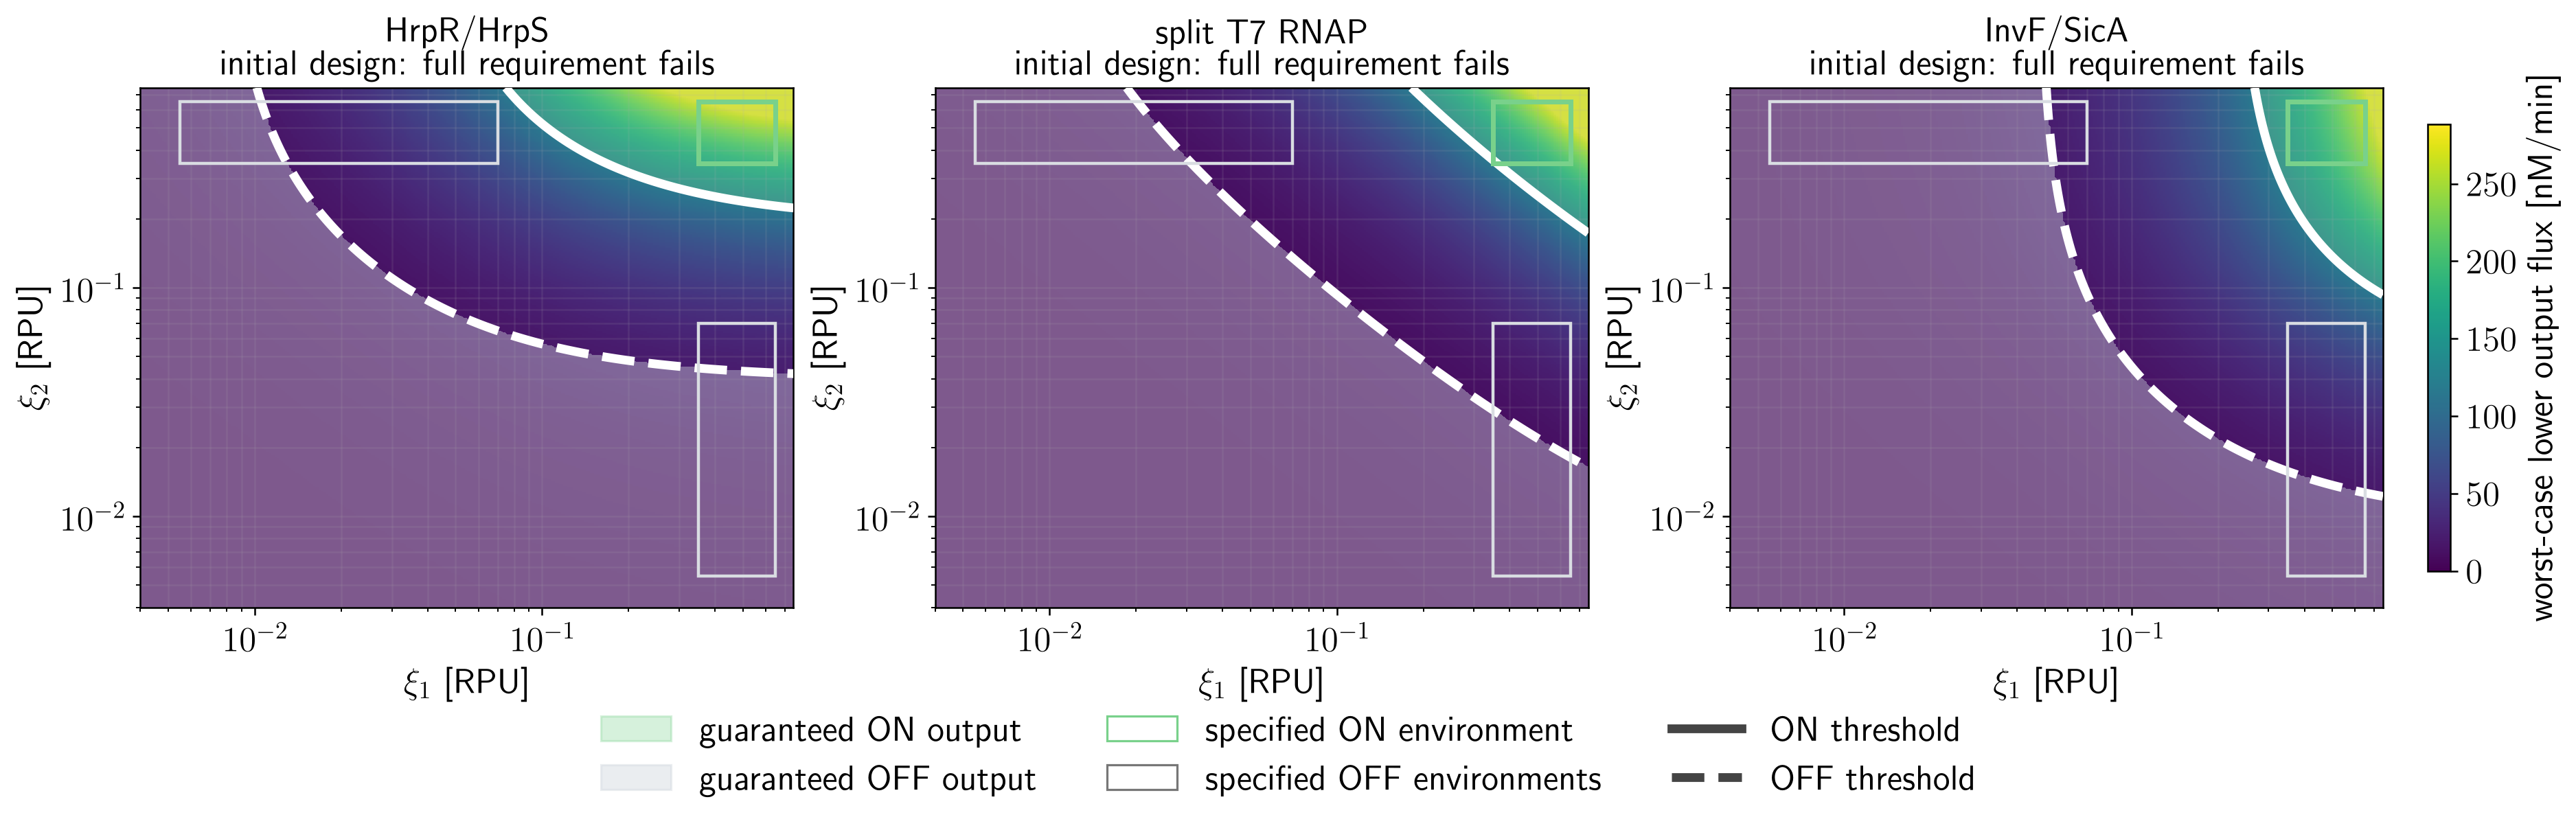 HrpR/HrpS
initial design: full requirement fails
split T7 RNAP
initial design: full requirement fails
InvF/SicA
initial design: full requirement fails
ξ₂ [RPU]
10⁻¹
10⁻²
10⁻²
10⁻¹
ξ₁ [RPU]
ξ₂ [RPU]
10⁻¹
10⁻²
10⁻²
10⁻¹
ξ₁ [RPU]
ξ₂ [RPU]
10⁻¹
10⁻²
10⁻²
10⁻¹
ξ₁ [RPU]
250
200
150
100
50
0
worst-case lower output flux [nM/min]
guaranteed ON output
guaranteed OFF output
specified ON environment
specified OFF environments
ON threshold
OFF threshold